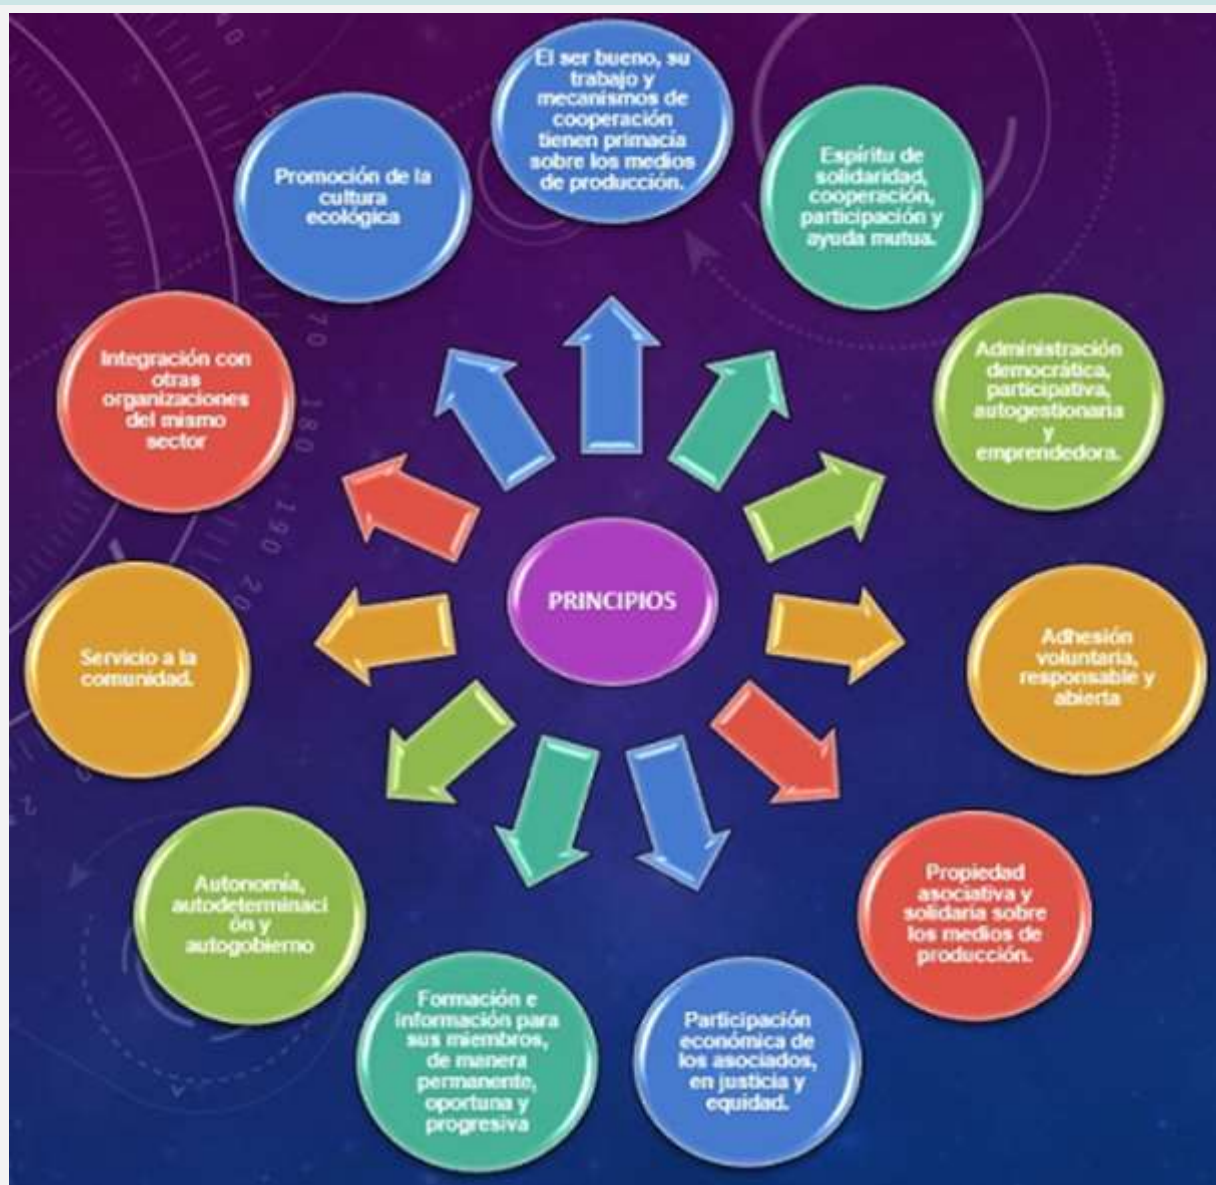 El ser bueno, su
trabajo y
mecanismos de
cooperación
tienen primacía
sobre los medios
de producción.
Espíritu de
solidaridad,
cooperación,
participación y
ayuda mutua.
Administración
democrática,
participativa,
autogestionaria
y
emprendedora.
Adhesión
voluntaria,
responsable y
abierta
Propiedad
asociativa y
solidaria sobre
los medios de
producción.
Participación
económica de
los asociados,
en justicia y
equidad.
Formación e
información para
sus miembros,
de manera
permanente,
oportuna y
progresiva
Autonomía,
autodeterminaci
ón y
autogobierno
Servicio a la
comunidad.
Integración con
otras
organizaciones
del mismo
sector
Promoción de la
cultura
ecológica
PRINCIPIOS
170
180
190